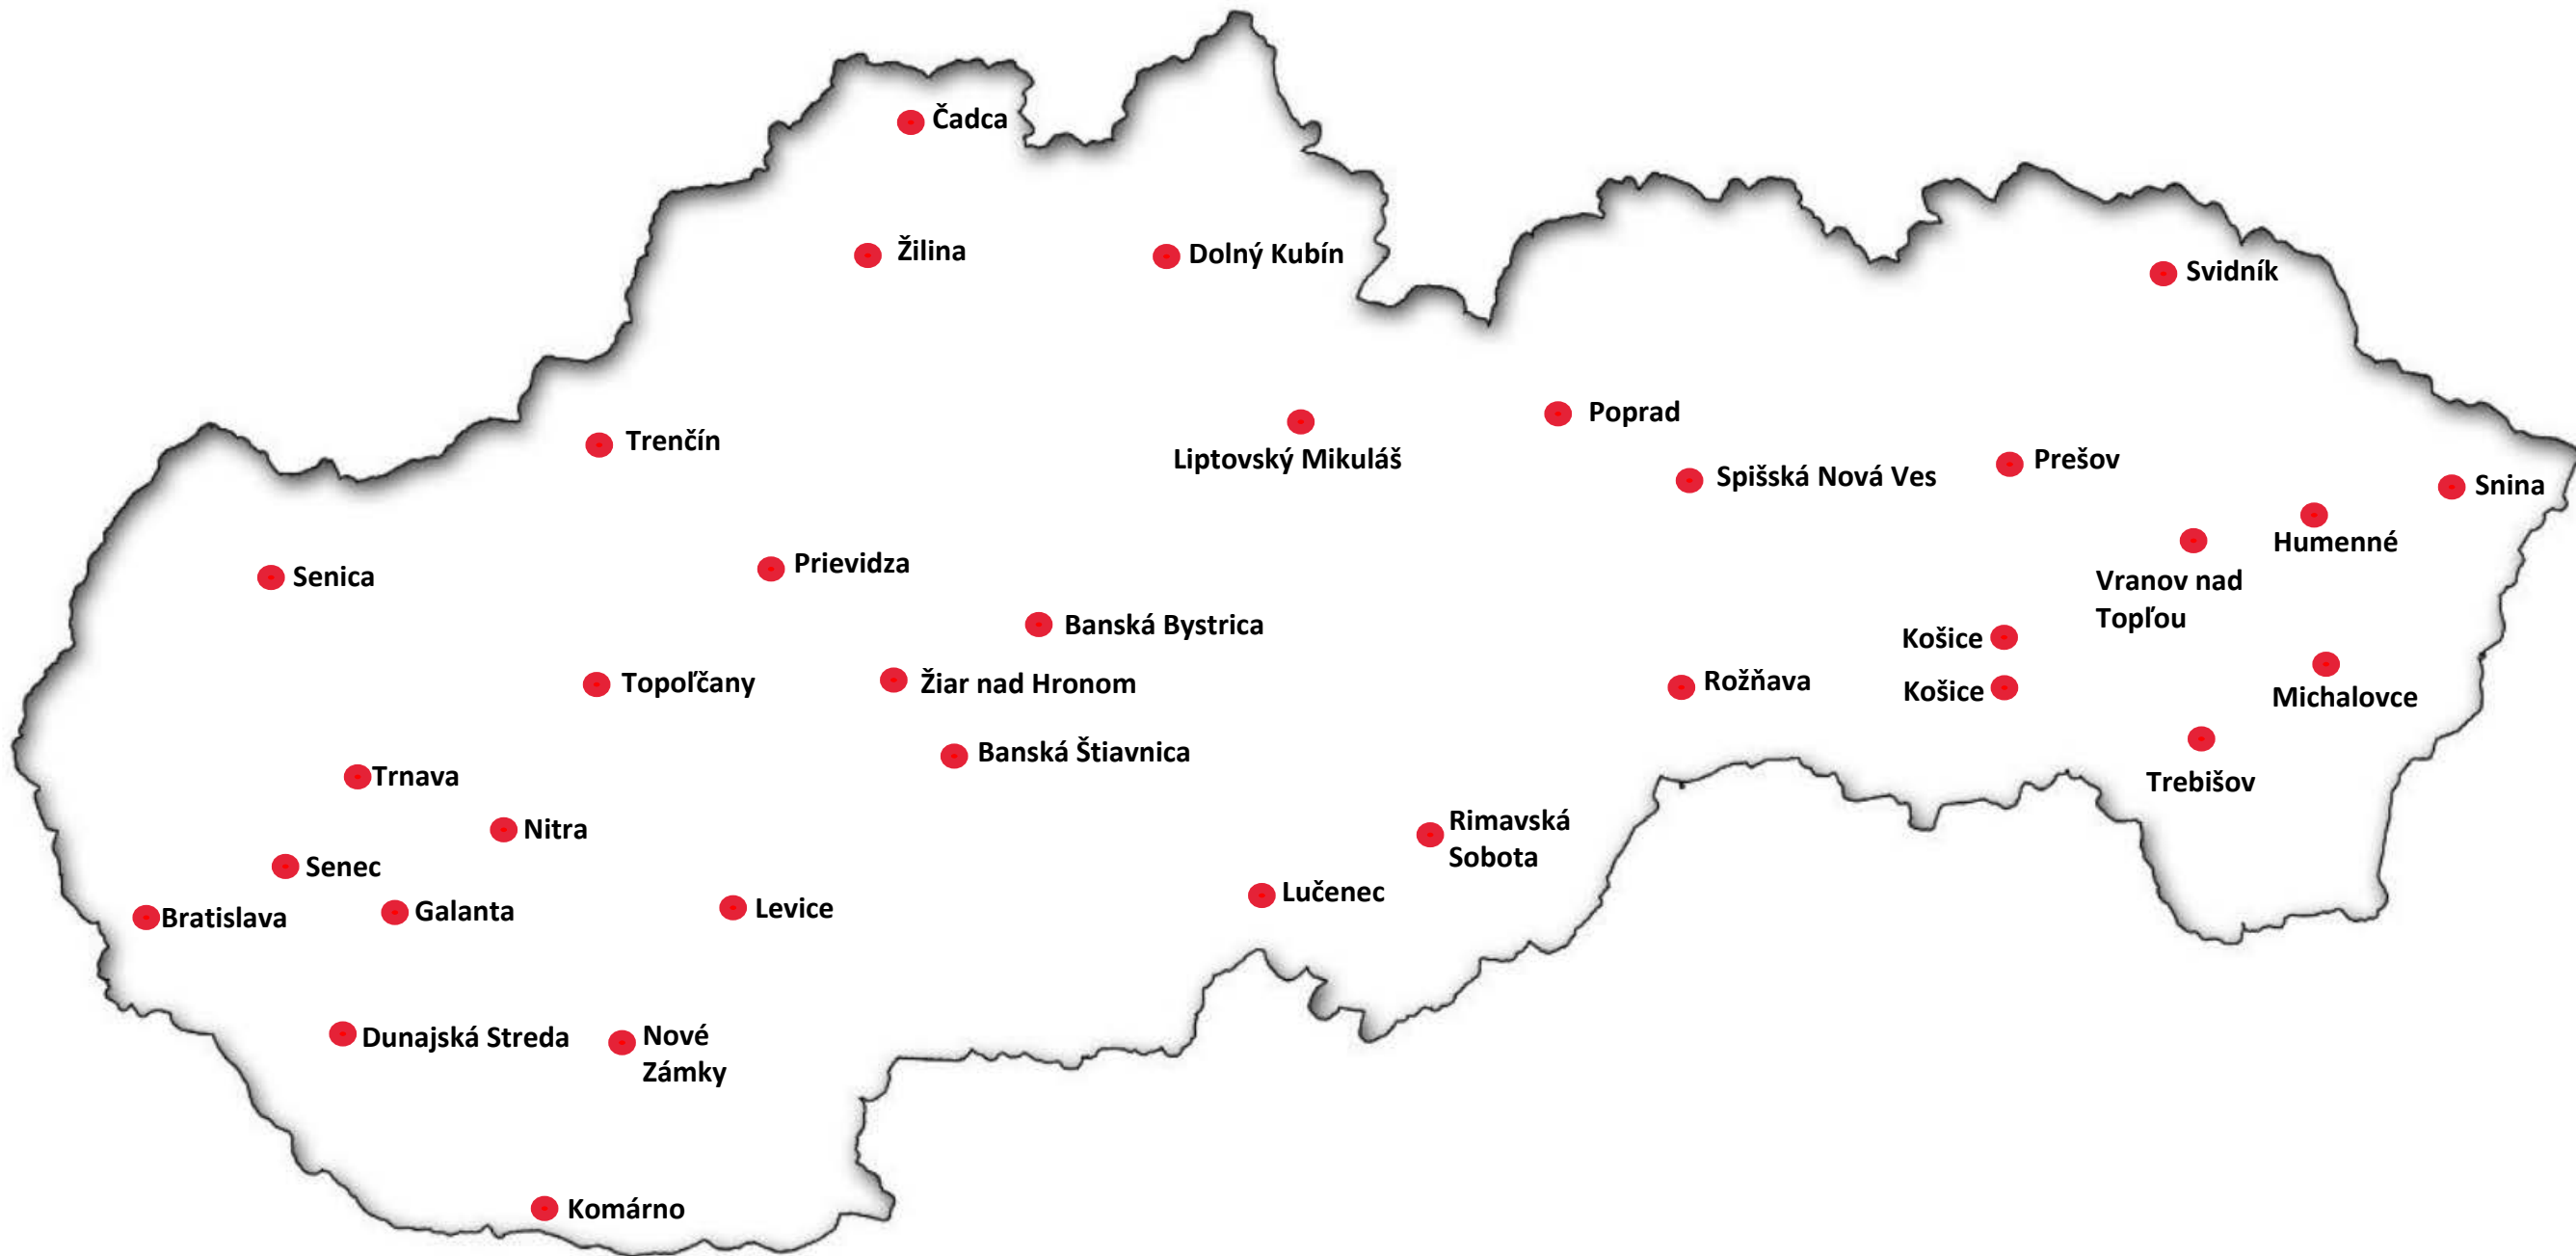 Čadca
Žilina
Dolný Kubín
Svidník
Poprad
Trenčín
Liptovský Mikuláš
Prešov
Spišská Nová Ves
Snina
Humenné
Prievidza
Senica
Vranov nad
Topľou
Banská Bystrica
Košice
Topoľčany
Žiar nad Hronom
Rožňava
Košice
Michalovce
Banská Štiavnica
Trnava
Trebišov
Rimavská
Sobota
Nitra
Senec
Lučenec
Levice
Galanta
Bratislava
Nové
Zámky
Dunajská Streda
Komárno